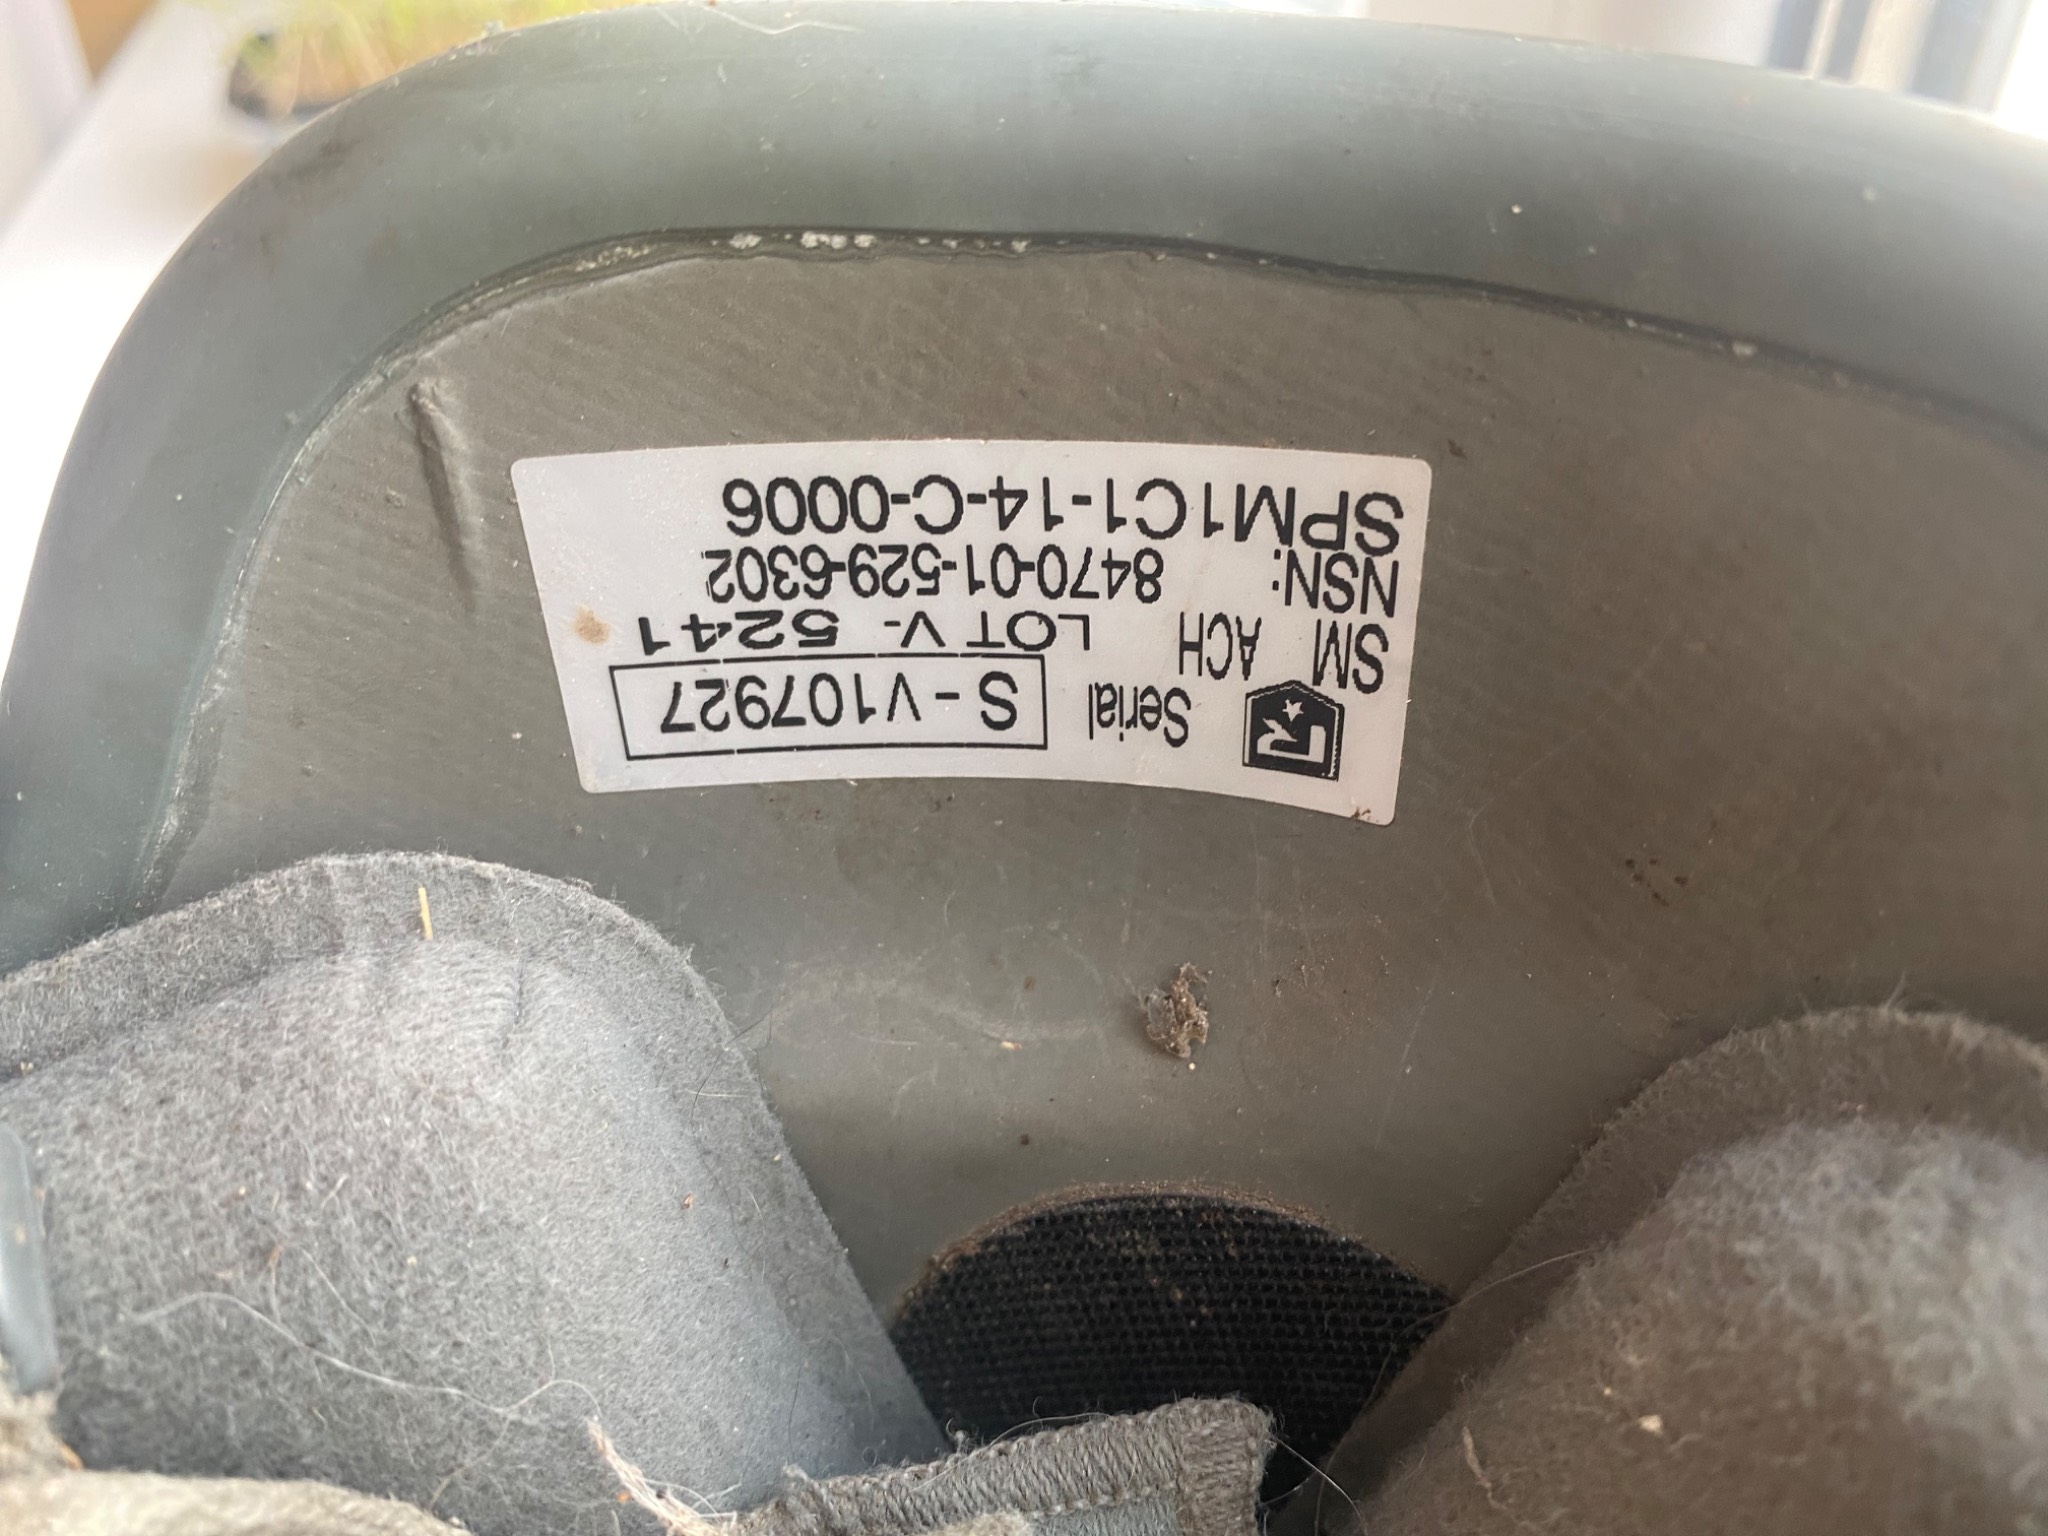 Serial S-V107927
SM ACH LOT V- 5241
NSN: 8470-01-529-6302
SPM1C1-14-C-0006